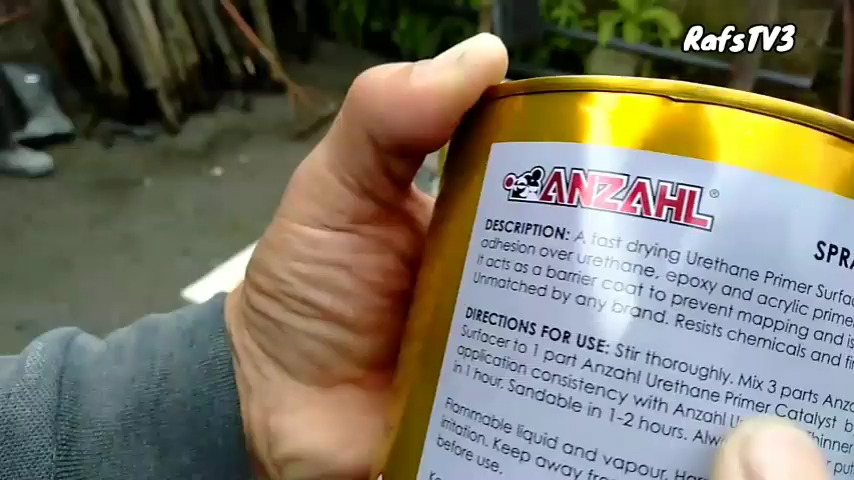 RafsTV3
ANZAHL®
SPRA
DESCRIPTION: A fast drying Urethane Primer Surfac
adhesion over urethane, epoxy and acrylic prime
it acts as a barrier coat to prevent mapping and is
Unmatched by any brand. Resists chemicals and fi
DIRECTIONS FOR USE: Stir thoroughly. Mix 3 parts Anza
Surfacer to 1 part Anzahl Urethane Primer Catalyst b
application consistency with Anzahl U
in 1 hour. Sandable in 1-2 hours. Alw
Flammable liquid and vapour.
irritation. Keep away
before use.